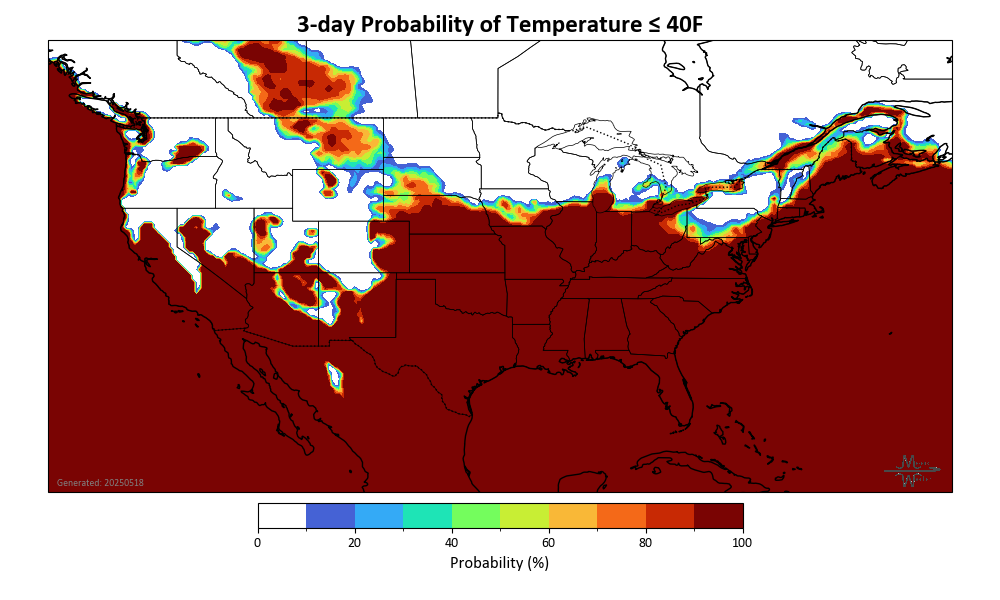 3-day Probability of Temperature ≤ 40F
Generated: 20250518
0 20 40 60 80 100
Probability (%)